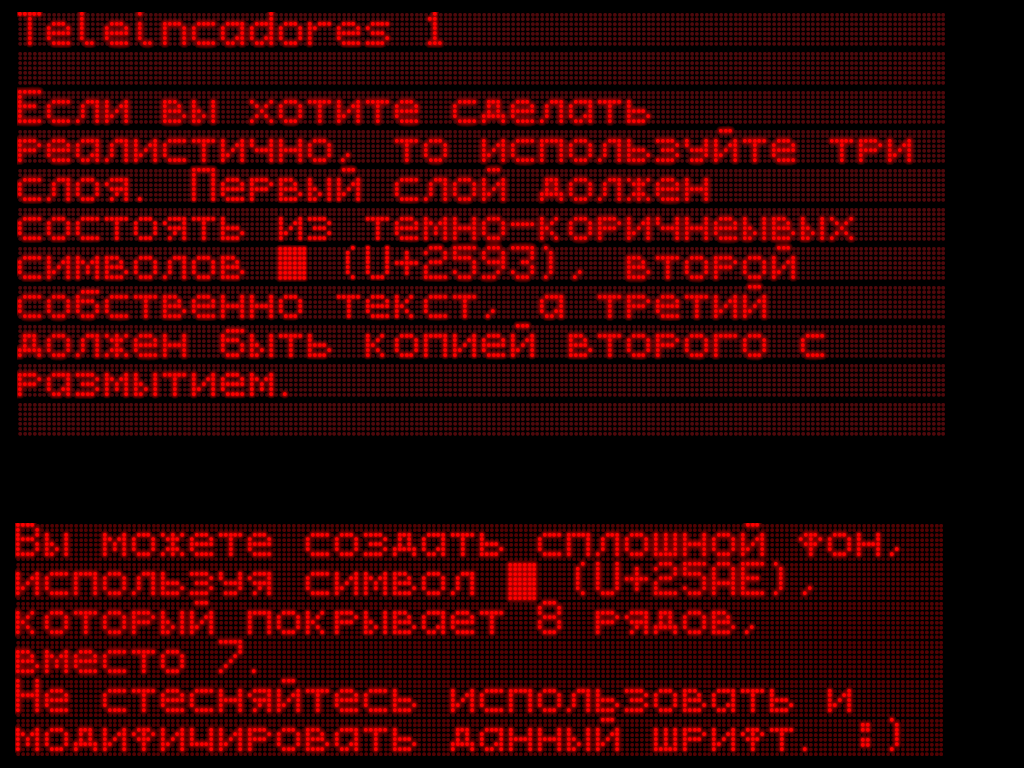 Teleincadores 1
Если вы хотите сделать
реалистично, то используйте три
слоя. Первый слой должен
состоять из темно-коричнеывых
символов ▓ (U+2593), второй
собственно текст, а третий
должен быть копией второго с
размытием.
Вы можете создать сплошной фон,
используя символ ▮ (U+25AE),
который покрывает 8 рядов,
вместо 7.
Не стесняйтесь использовать и
модифицировать данный шрифт. :)